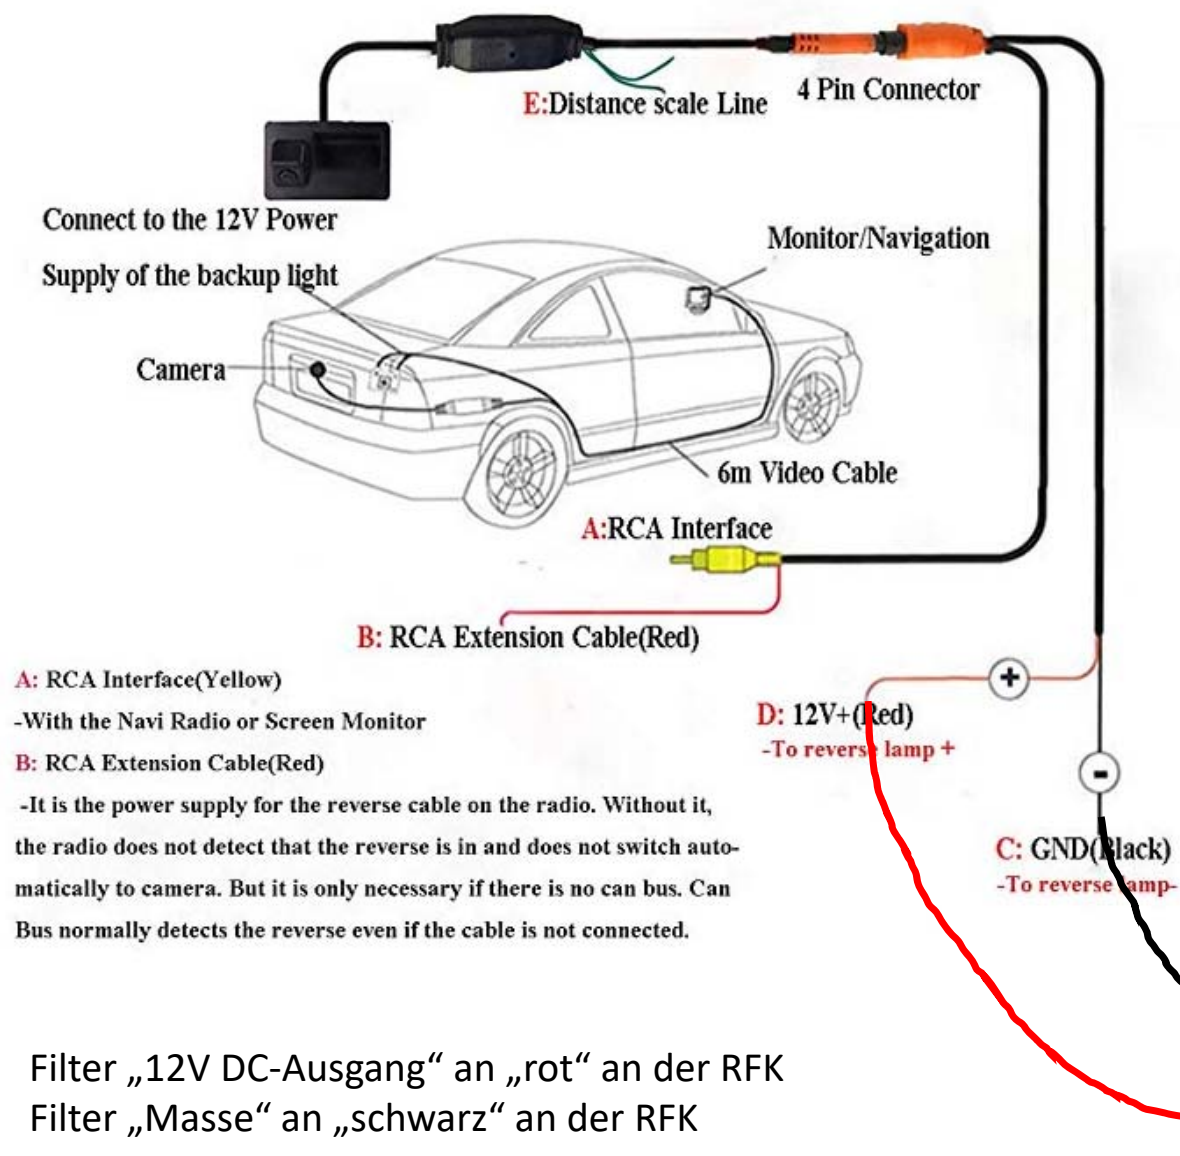 E:Distance scale Line
4 Pin Connector
Connect to the 12V Power
Supply of the backup light
Monitor/Navigation
Camera
6m Video Cable
A:RCA Interface
B: RCA Extension Cable(Red)
A: RCA Interface(Yellow)
-With the Navi Radio or Screen Monitor
B: RCA Extension Cable(Red)
-It is the power supply for the reverse cable on the radio. Without it,
the radio does not detect that the reverse is in and does not switch auto-
matically to camera. But it is only necessary if there is no can bus. Can
Bus normally detects the reverse even if the cable is not connected.
+
D: 12V+(Red)
-To reverse lamp +
-
C: GND(Black)
-To reverse lamp-
Filter „12V DC-Ausgang“ an „rot“ an der RFK
Filter „Masse“ an „schwarz“ an der RFK